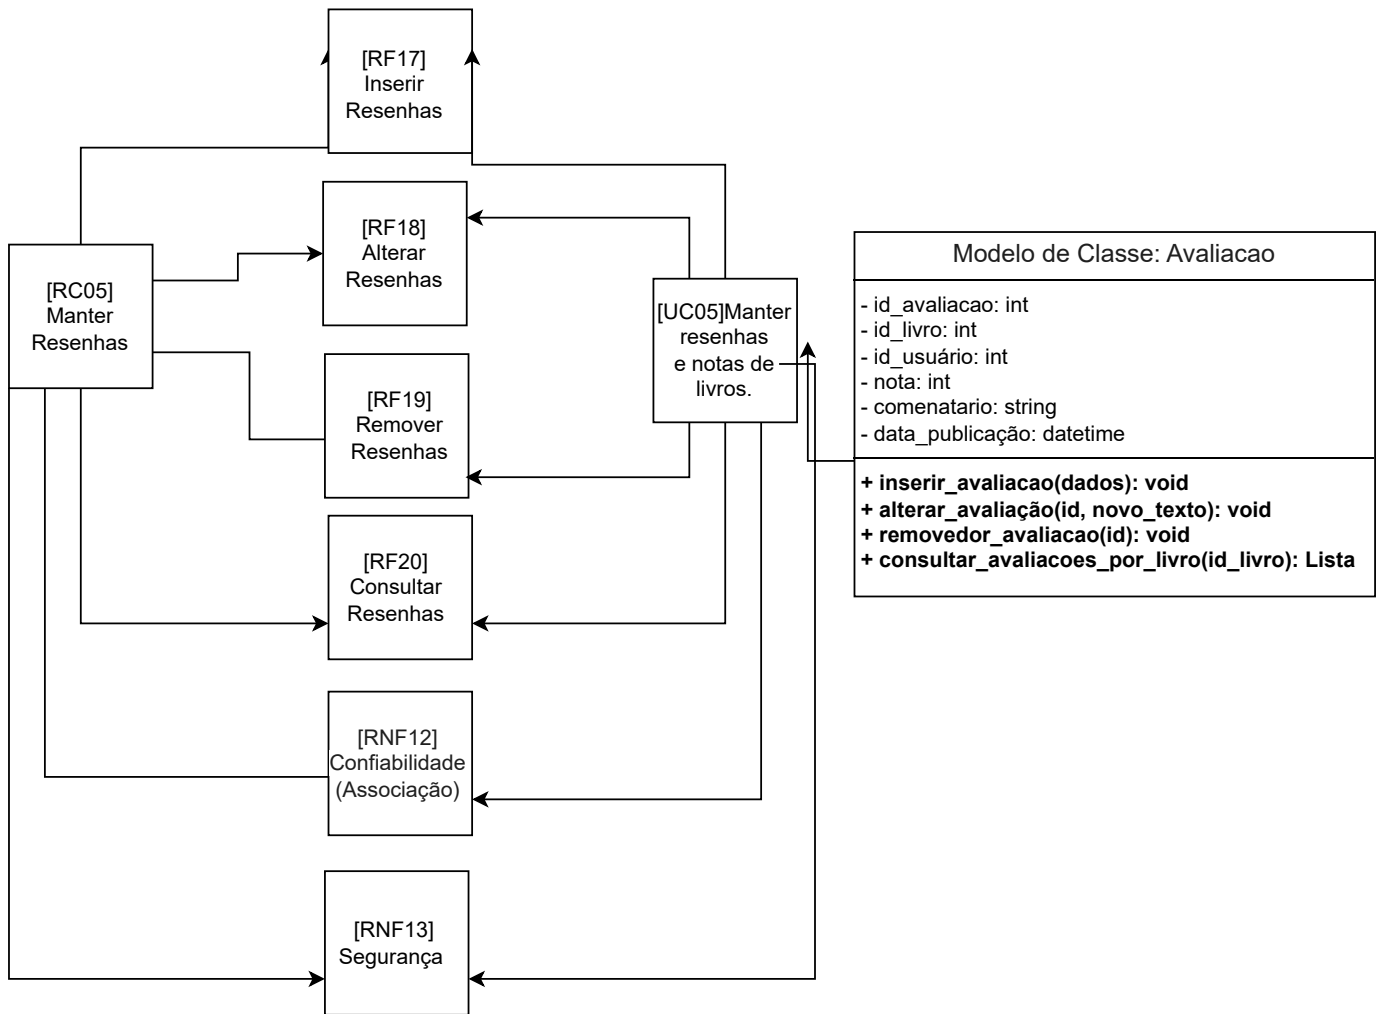 [RF17]
Inserir
Resenhas
[RF18]
Alterar
Resenhas
[RC05]
Manter
Resenhas
[UC05]Manter
resenhas
e notas de
livros.
Modelo de Classe: Avaliacao
- id_avaliacao: int
- id_livro: int
- id_usuário: int
- nota: int
- comenatario: string
- data_publicação: datetime
+ inserir_avaliacao(dados): void
+ alterar_avaliação(id, novo_texto): void
+ removedor_avaliacao(id): void
+ consultar_avaliacoes_por_livro(id_livro): Lista
[RF19]
Remover
Resenhas
[RF20]
Consultar
Resenhas
[RNF12]
Confiabilidade
(Associação)
[RNF13]
Segurança